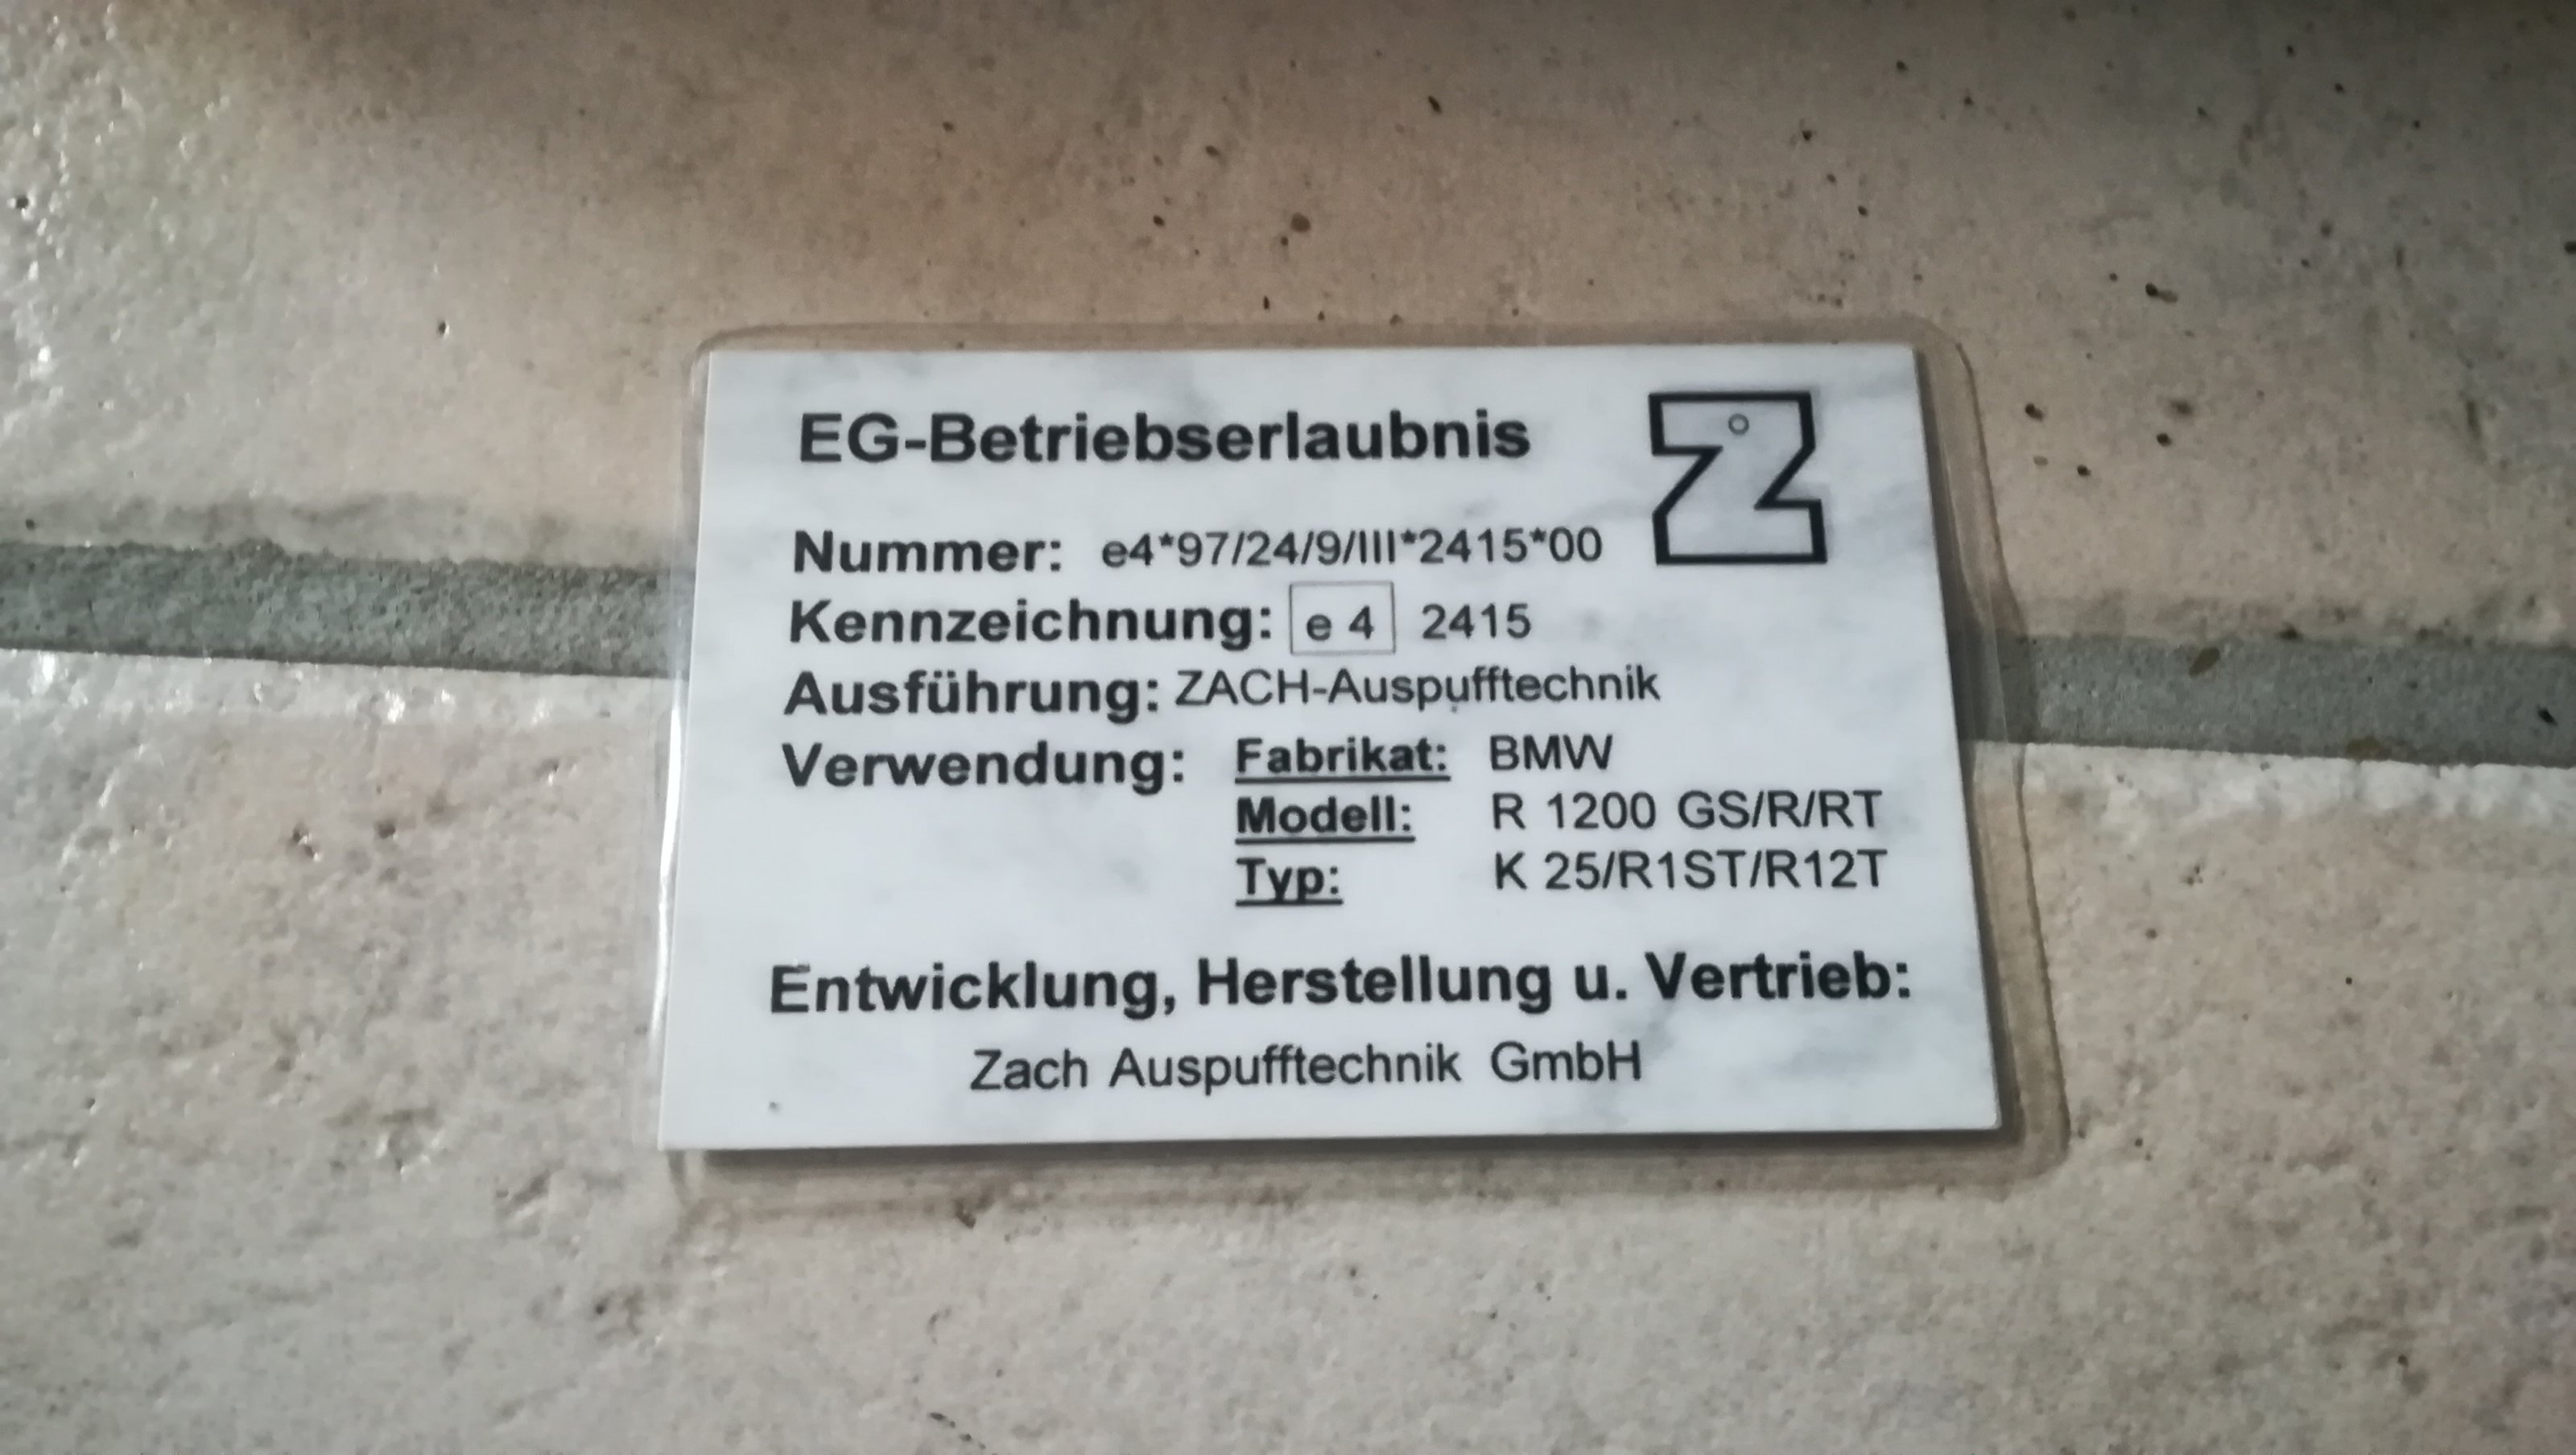 EG-Betriebserlaubnis
Nummer: e4*97/24/9/III*2415*00
Kennzeichnung: e 4 2415
Ausführung: ZACH-Auspufftechnik
Verwendung: Fabrikat: BMW
Modell: R 1200 GS/R/RT
Typ: K 25/R1ST/R12T
Entwicklung, Herstellung u. Vertrieb:
Zach Auspufftechnik GmbH